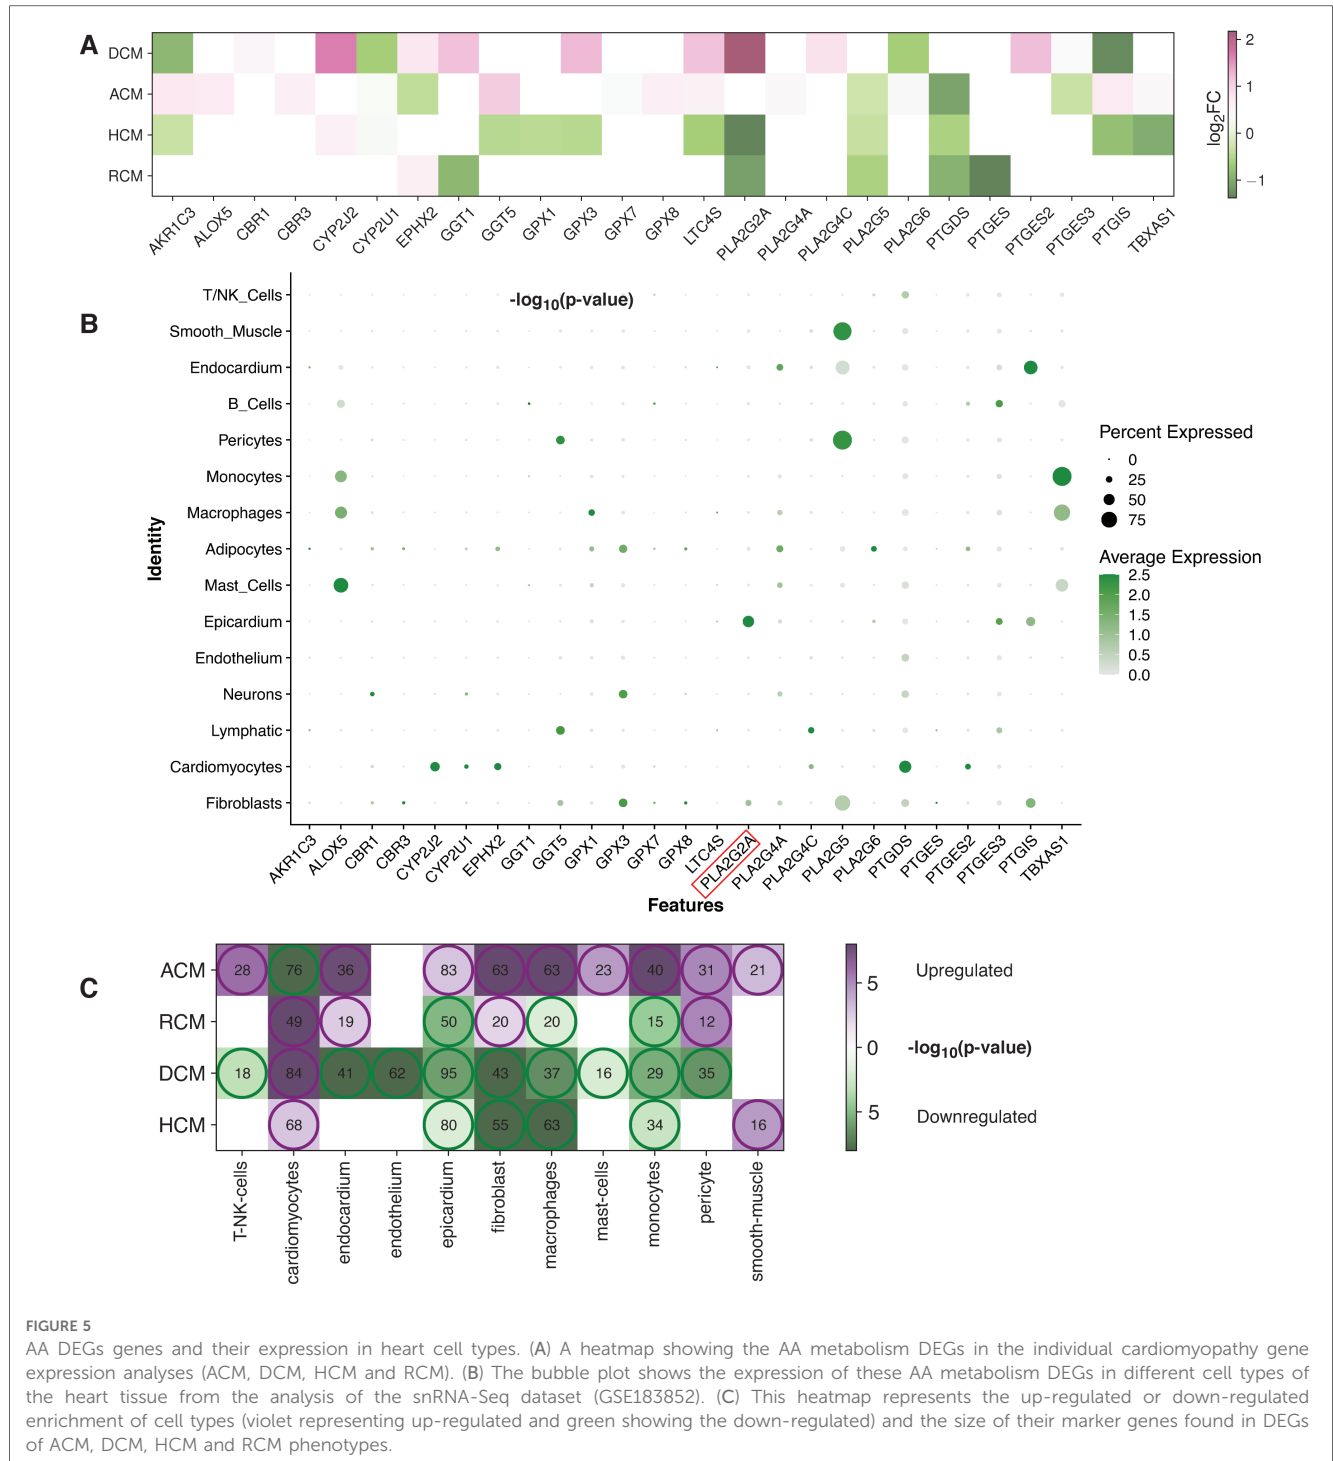 A
DCM
ACM
HCM
RCM
AKR1C3 ALOX5 CBR1 CBR3 CYP2J2 CYP2U1 EPHX2 GGT1 GGT5 GPX1 GPX3 GPX7 GPX8 LTC4S PLA2G2A PLA2G4A PLA2G4C PLA2G5 PLA2G6 PTGDS PTGES PTGES2 PTGES3 PTGIS TBXAS1
log2FC
2
1
0
−1
B
-log10(p-value)
Identity
T/NK_Cells
Smooth_Muscle
Endocardium
B_Cells
Pericytes
Monocytes
Macrophages
Adipocytes
Mast_Cells
Epicardium
Endothelium
Neurons
Lymphatic
Cardiomyocytes
Fibroblasts
AKR1C3 ALOX5 CBR1 CBR3 CYP2J2 CYP2U1 EPHX2 GGT1 GGT5 GPX1 GPX3 GPX7 GPX8 LTC4S PLA2G2A PLA2G4A PLA2G4C PLA2G5 PLA2G6 PTGDS PTGES PTGES2 PTGES3 PTGIS TBXAS1
Features
Percent Expressed
0
25
50
75
Average Expression
2.5
2.0
1.5
1.0
0.5
0.0
C
ACM 28 76 36 83 63 63 23 40 31 21
RCM 49 19 50 20 20 15 12
DCM 18 84 41 62 95 43 37 16 29 35
HCM 68 80 55 63 34 16
T-NK-cells cardiomyocytes endocardium endothelium epicardium fibroblast macrophages mast-cells monocytes pericyte smooth-muscle
5
0
5
Upregulated
-log10(p-value)
Downregulated
FIGURE 5
AA DEGs genes and their expression in heart cell types. (A) A heatmap showing the AA metabolism DEGs in the individual cardiomyopathy gene
expression analyses (ACM, DCM, HCM and RCM). (B) The bubble plot shows the expression of these AA metabolism DEGs in different cell types of
the heart tissue from the analysis of the snRNA-Seq dataset (GSE183852). (C) This heatmap represents the up-regulated or down-regulated
enrichment of cell types (violet representing up-regulated and green showing the down-regulated) and the size of their marker genes found in DEGs
of ACM, DCM, HCM and RCM phenotypes.